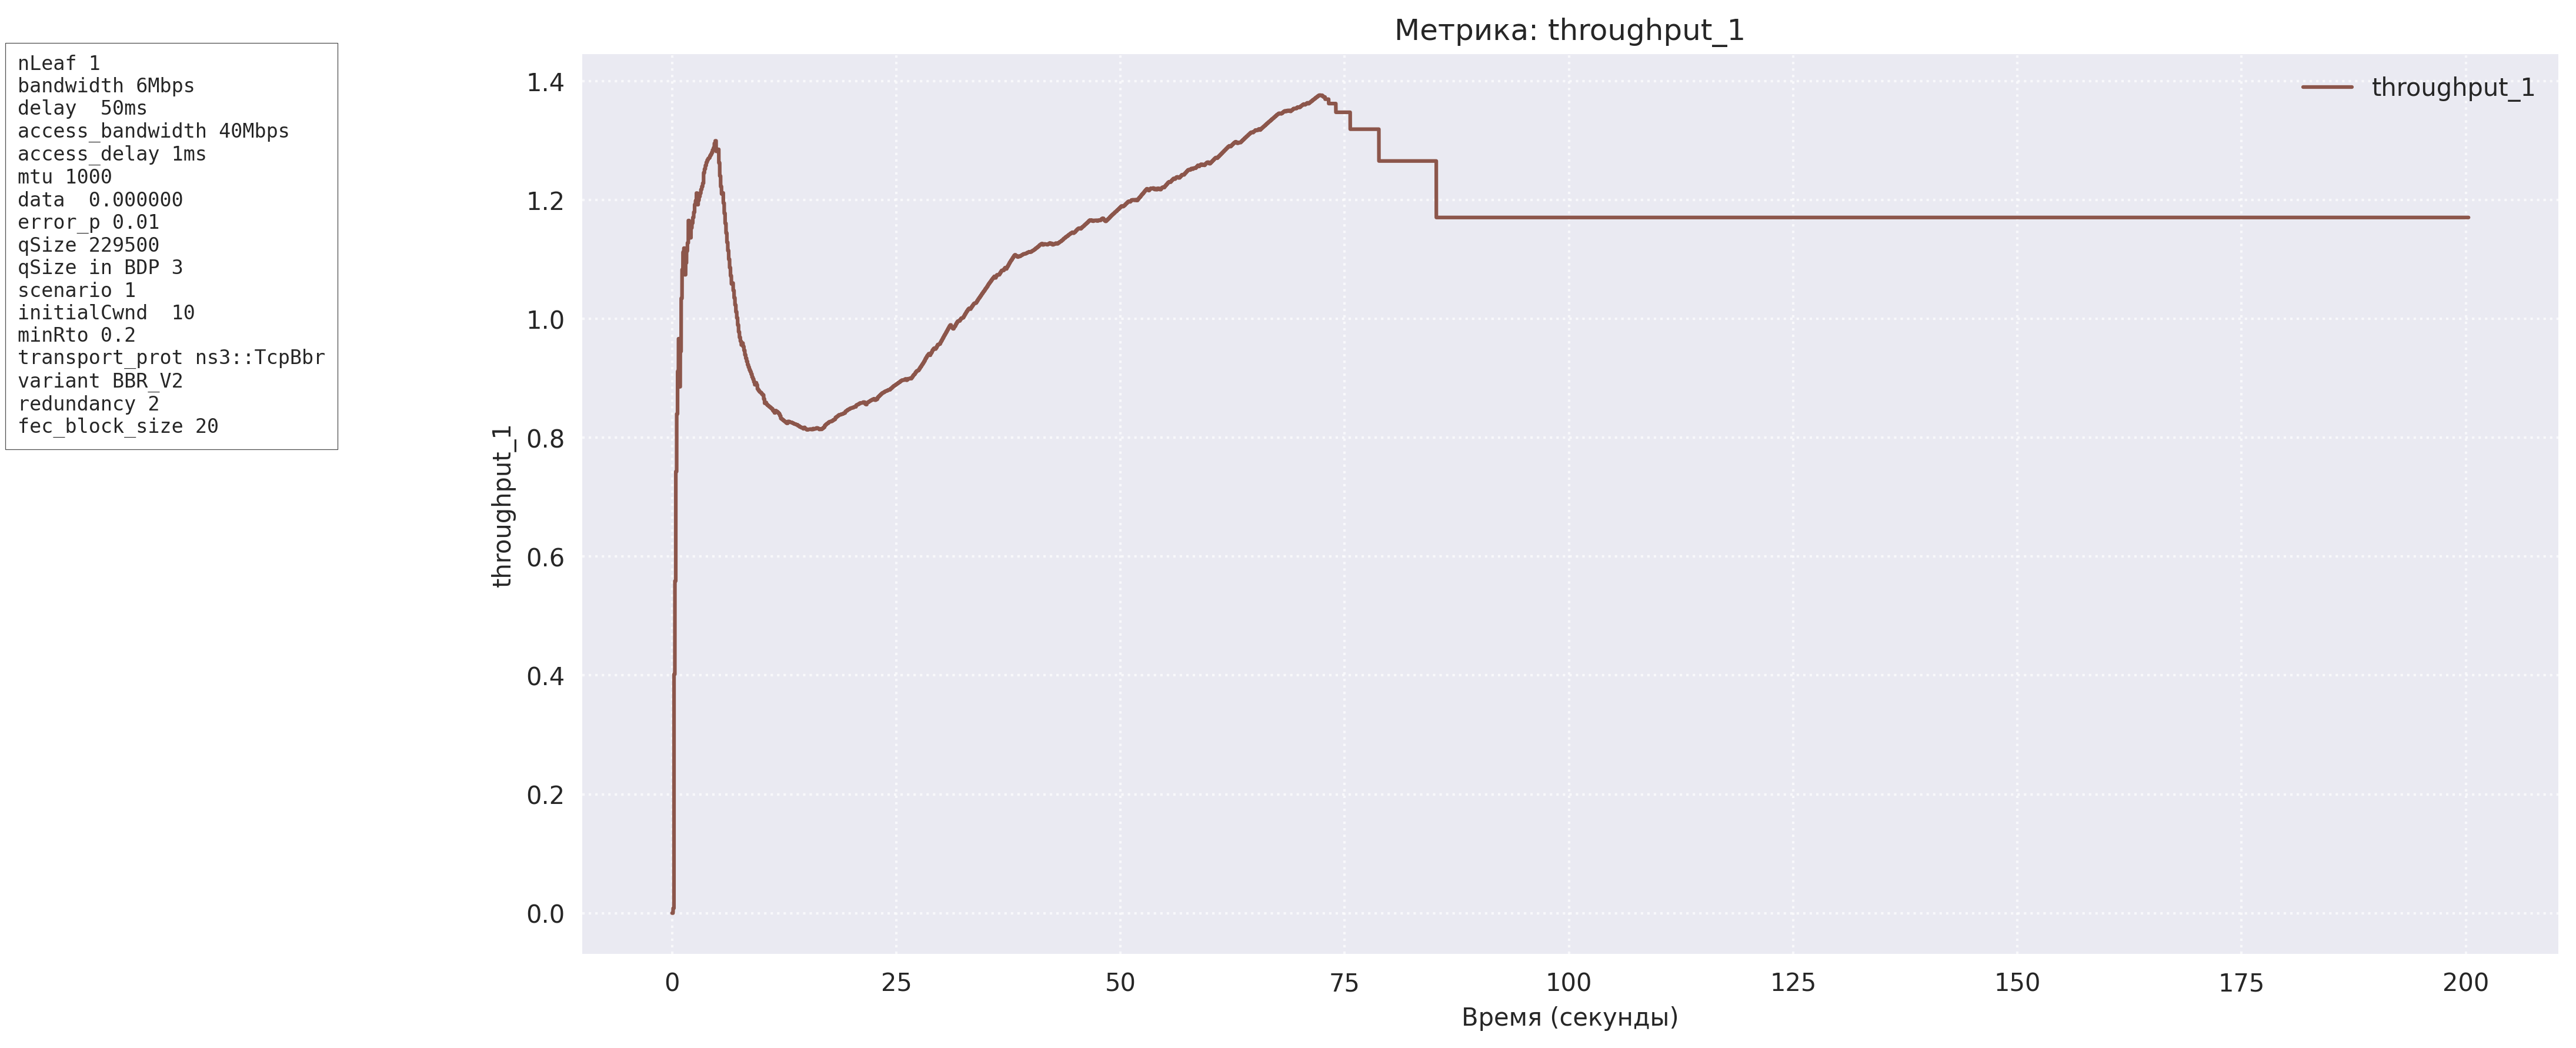 Метрика: throughput_1
nLeaf 1
bandwidth 6Mbps
delay  50ms
access_bandwidth 40Mbps
access_delay 1ms
mtu 1000
data  0.000000
error_p 0.01
qSize 229500
qSize in BDP 3
scenario 1
initialCwnd  10
minRto 0.2
transport_prot ns3::TcpBbr
variant BBR_V2
redundancy 2
fec_block_size 20
throughput_1
1.4
1.2
1.0
0.8
0.6
0.4
0.2
0.0
throughput_1
0 25 50 75 100 125 150 175 200
Время (секунды)